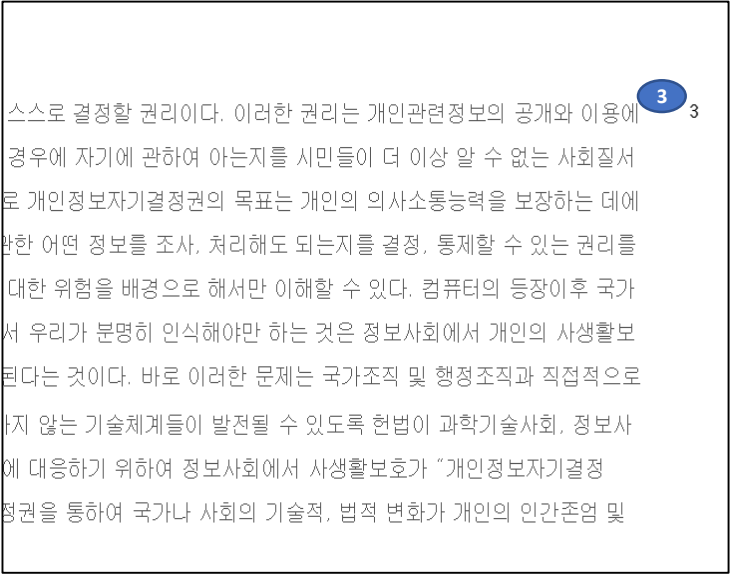 스스로 결정할 권리이다. 이러한 권리는 개인관련정보의 공개와 이용에 3 3
경우에 자기에 관하여 아는지를 시민들이 더 이상 알 수 없는 사회질서
로 개인정보자기결정권의 목표는 개인의 의사소통능력을 보장하는 데에
관한 어떤 정보를 조사, 처리해도 되는지를 결정, 통제할 수 있는 권리를
대한 위험을 배경으로 해서만 이해할 수 있다. 컴퓨터의 등장이후 국가
서 우리가 분명히 인식해야만 하는 것은 정보사회에서 개인의 사생활보
된다는 것이다. 바로 이러한 문제는 국가조직 및 행정조직과 직접적으로
않는 기술체계들이 발전될 수 있도록 헌법이 과학기술사회, 정보사
에 대응하기 위하여 정보사회에서 사생활보호가 “개인정보자기결정
정권을 통하여 국가나 사회의 기술적, 법적 변화가 개인의 인간존엄 및